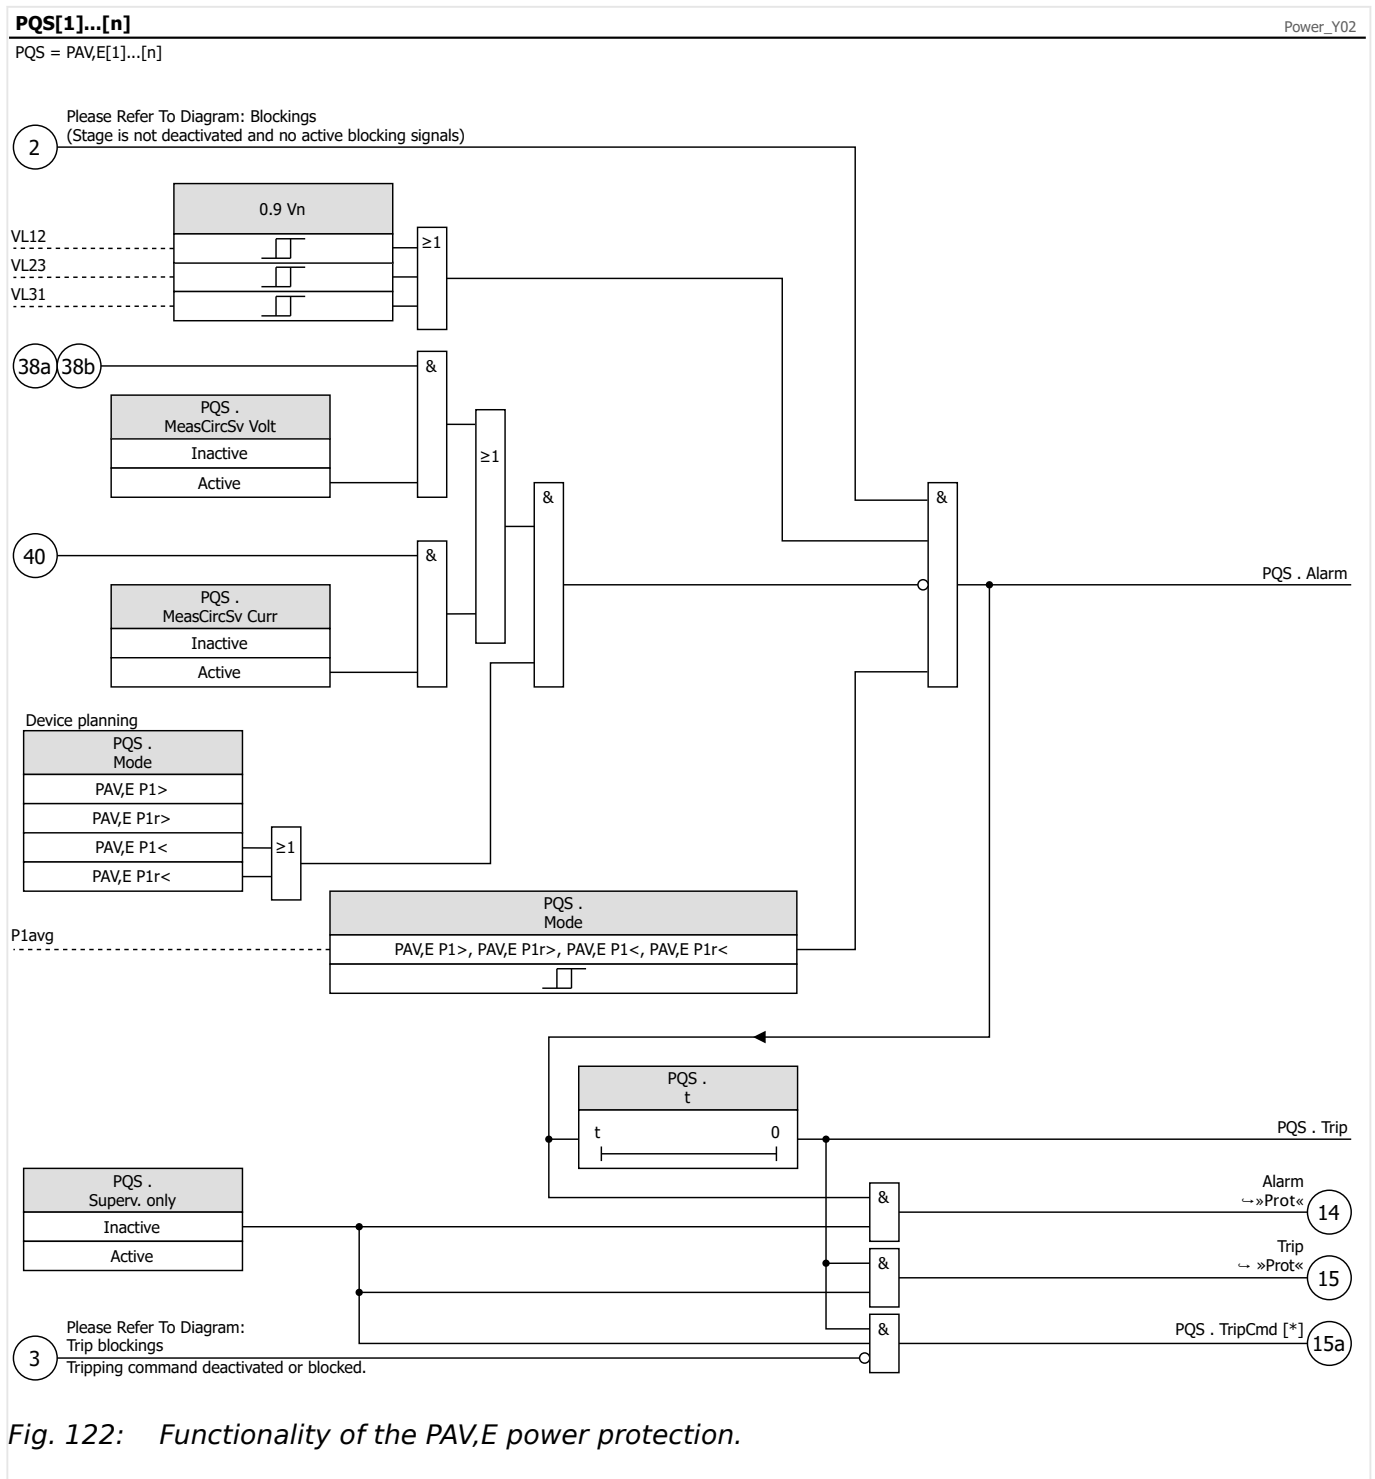 PQS[1]...[n]
Power_Y02
PQS = PAV,E[1]...[n]
Please Refer To Diagram: Blockings
(Stage is not deactivated and no active blocking signals)
2
0.9 Vn
VL12
VL23
VL31
≥1
38a 38b
&
PQS .
MeasCircSv Volt
Inactive
Active
≥1
&
&
40
&
PQS .
MeasCircSv Curr
Inactive
Active
PQS . Alarm
Device planning
PQS .
Mode
PAV,E P1>
PAV,E P1r>
PAV,E P1<
PAV,E P1r<
≥1
PQS .
Mode
P1avg
PAV,E P1>, PAV,E P1r>, PAV,E P1<, PAV,E P1r<
PQS .
t
t 0
PQS . Trip
PQS .
Superv. only
Inactive
Active
&
Alarm
↪»Prot«
14
&
Trip
↪ »Prot«
15
Please Refer To Diagram:
Trip blockings
3
Tripping command deactivated or blocked.
&
PQS . TripCmd [*]
15a
Fig. 122: Functionality of the PAV,E power protection.